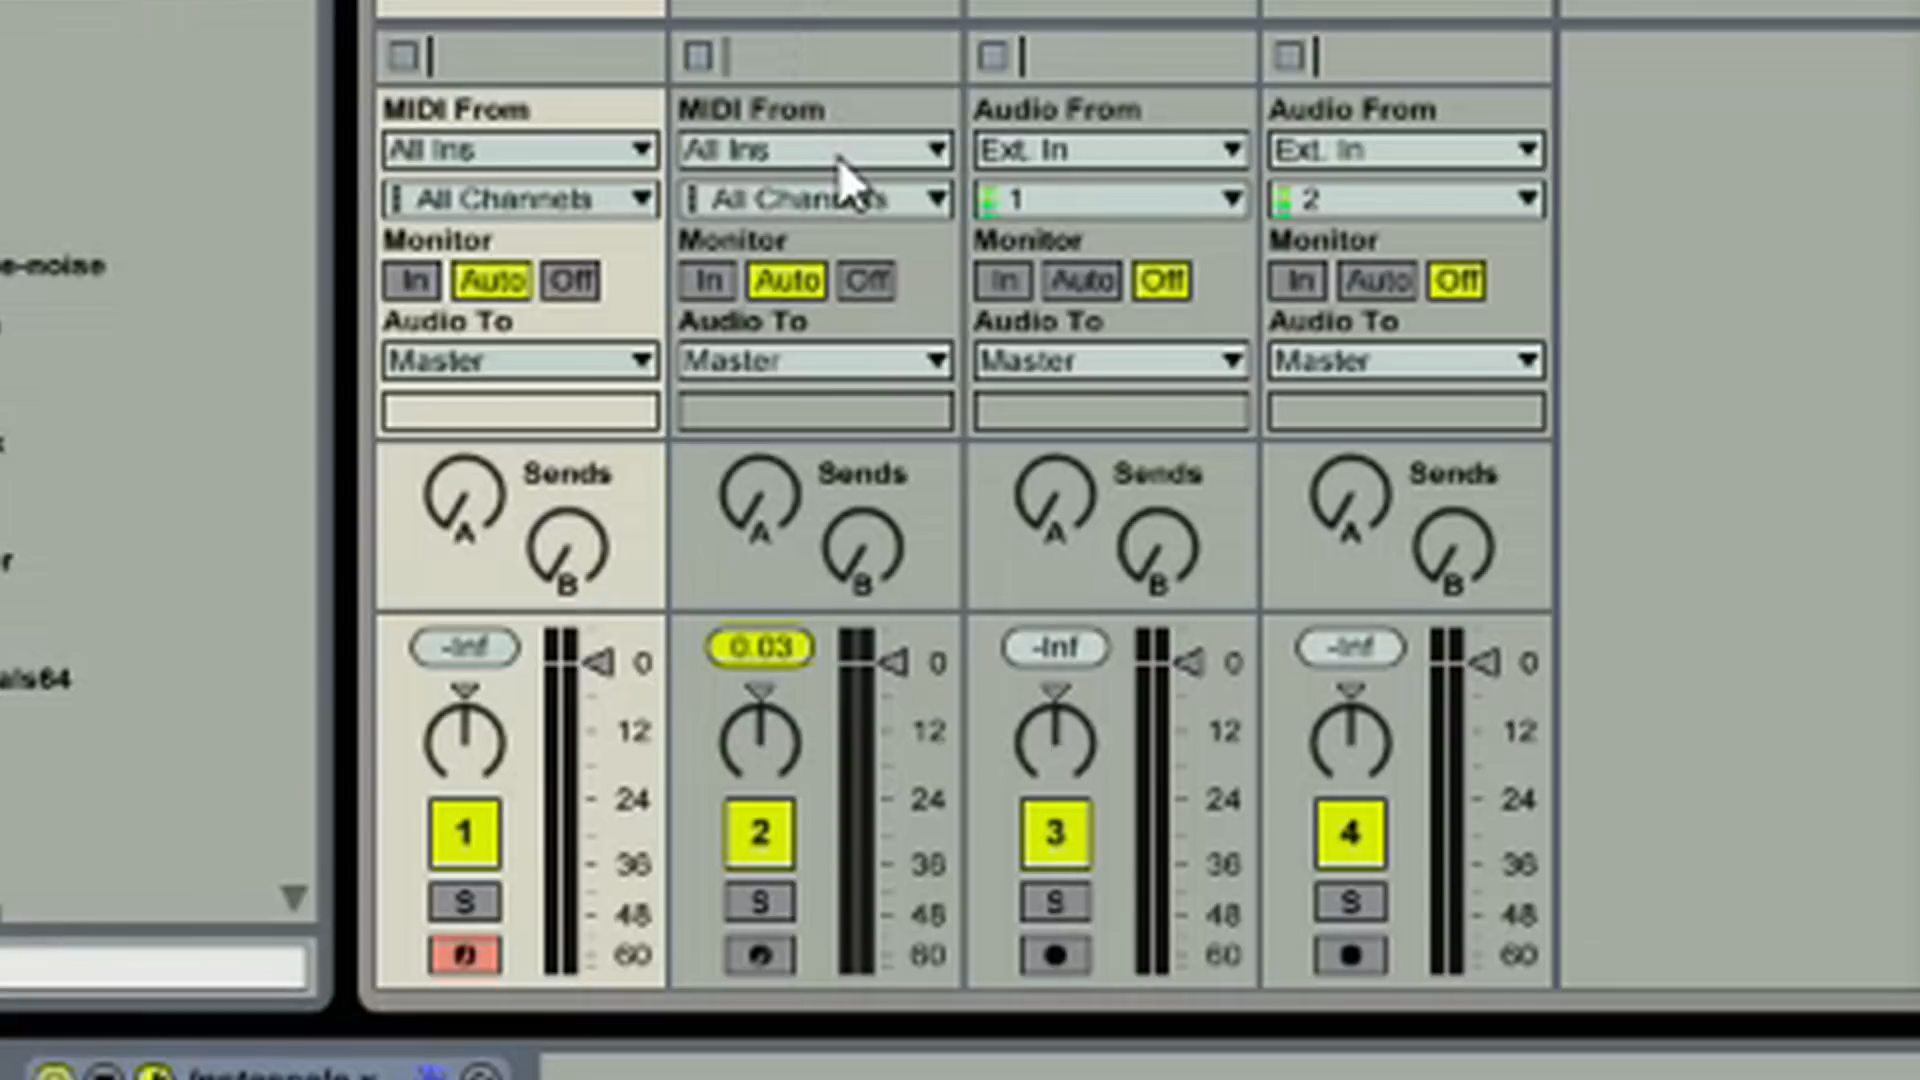 MIDI From MIDI From Audio From Audio From
All Ins All Ins Ext. In Ext. In
All Channels All Channels 1 2
Monitor Monitor Monitor Monitor
In Auto Off In Auto Off In Auto Off In Auto Off
e-noise
Audio To Audio To Audio To Audio To
Master Master Master Master
Sends Sends Sends Sends
A A A A
B B B B
-Inf 0.03 -Inf -Inf
0 0 0 0
als64
12 12 12 12
24 24 24 24
1 2 3 4
36 36 36 36
S S S S
48 48 48 48
60 60 60 60